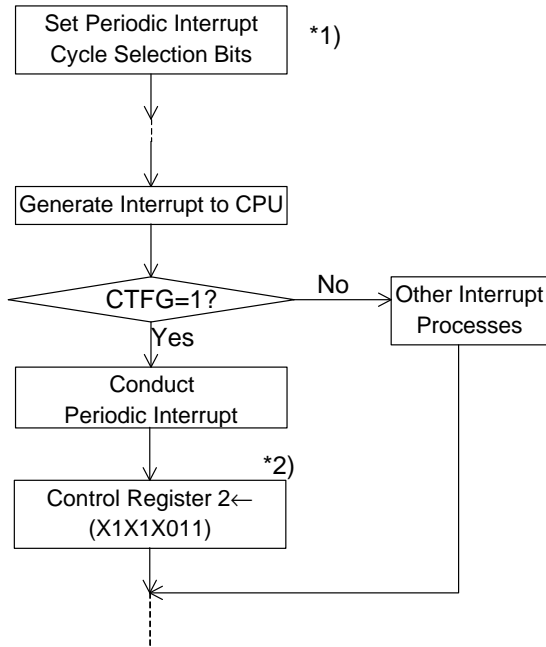 Set Periodic Interrupt
Cycle Selection Bits
*1)
Generate Interrupt to CPU
CTFG=1?
No
Other Interrupt
Processes
Yes
Conduct
Periodic Interrupt
*2)
Control Register 2←
(X1X1X011)